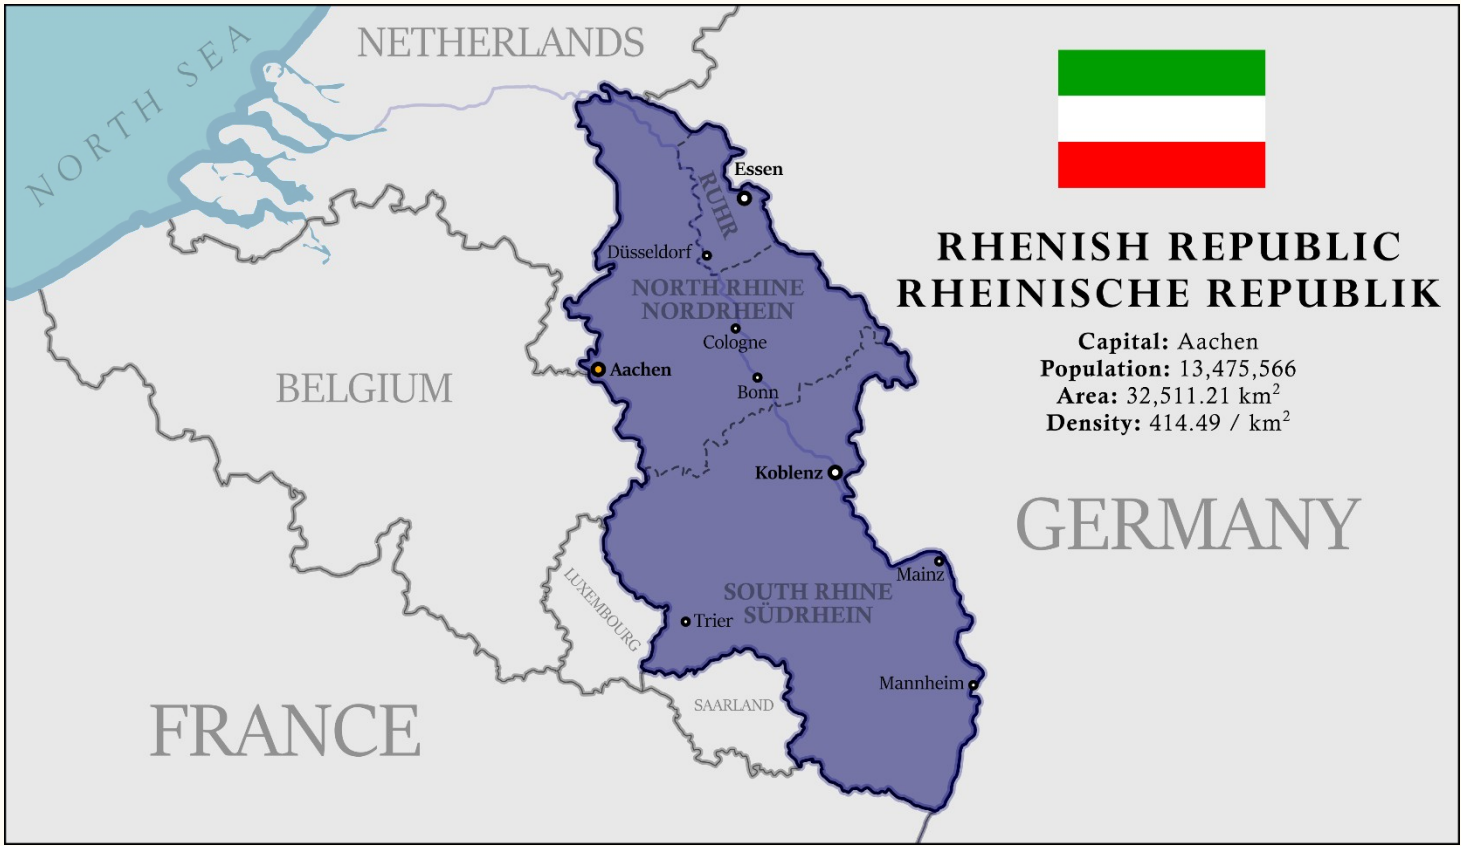 NORTH SEA
NETHERLANDS
Essen
RUHR
Düsseldorf
NORTH RHINE
NORDRHEIN
Cologne
Aachen
Bonn
BELGIUM
Koblenz
LUXEMBOURG
Mainz
SOUTH RHINE
SÜDRHEIN
Trier
Mannheim
SAARLAND
FRANCE
GERMANY
RHENISH REPUBLIC
RHEINISCHE REPUBLIK
Capital: Aachen
Population: 13,475,566
Area: 32,511.21 km²
Density: 414.49 / km²